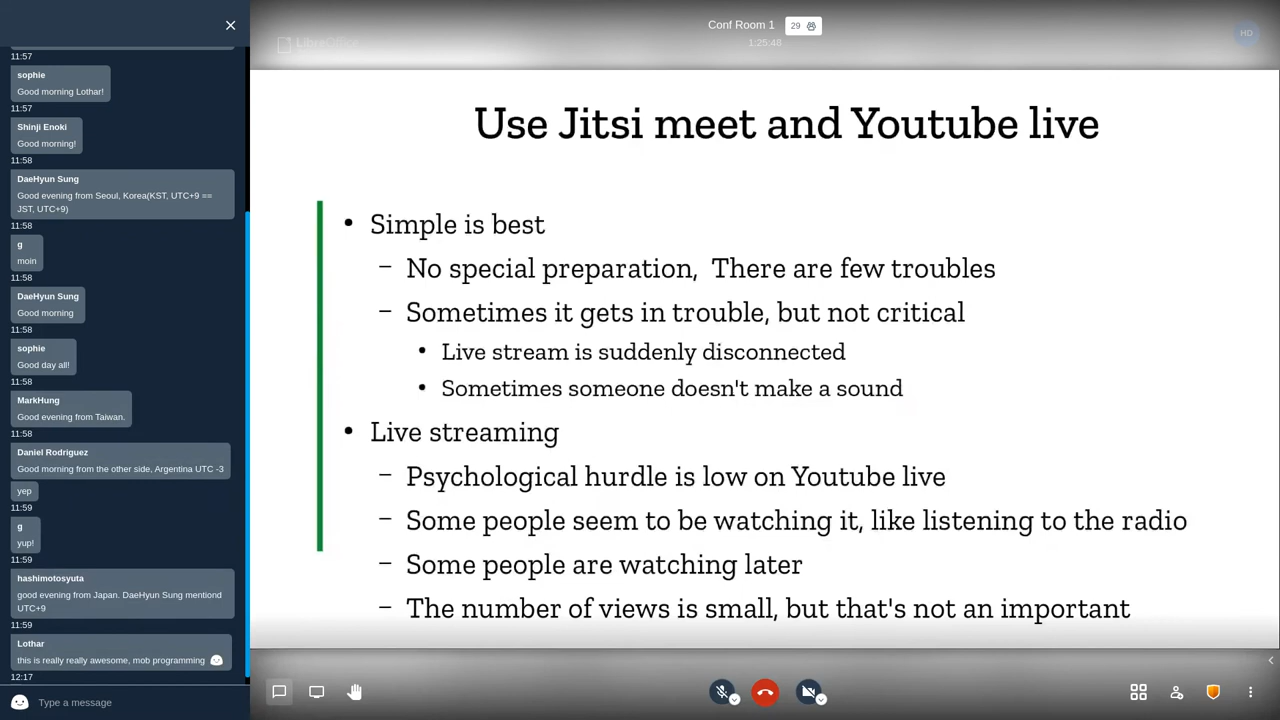 11:57
sophie
Good morning Lothar!
11:57
Shinji Enoki
Good morning!
11:58
DaeHyun Sung
Good evening from Seoul, Korea(KST, UTC+9 ==
JST, UTC+9)
11:58
g
moin
11:58
DaeHyun Sung
Good morning
11:58
sophie
Good day all!
11:58
MarkHung
Good evening from Taiwan.
11:58
Daniel Rodriguez
Good morning from the other side, Argentina UTC -3
yep
11:59
g
yup!
11:59
hashimotosyuta
good evening from Japan. DaeHyun Sung mentiond
UTC+9
11:59
Lothar
this is really really awesome, mob programming
12:17
Type a message
Conf Room 1
29
1:25:48
LibreOffice
HD
Use Jitsi meet and Youtube live
• Simple is best
– No special preparation, There are few troubles
– Sometimes it gets in trouble, but not critical
• Live stream is suddenly disconnected
• Sometimes someone doesn't make a sound
• Live streaming
– Psychological hurdle is low on Youtube live
– Some people seem to be watching it, like listening to the radio
– Some people are watching later
– The number of views is small, but that's not an important